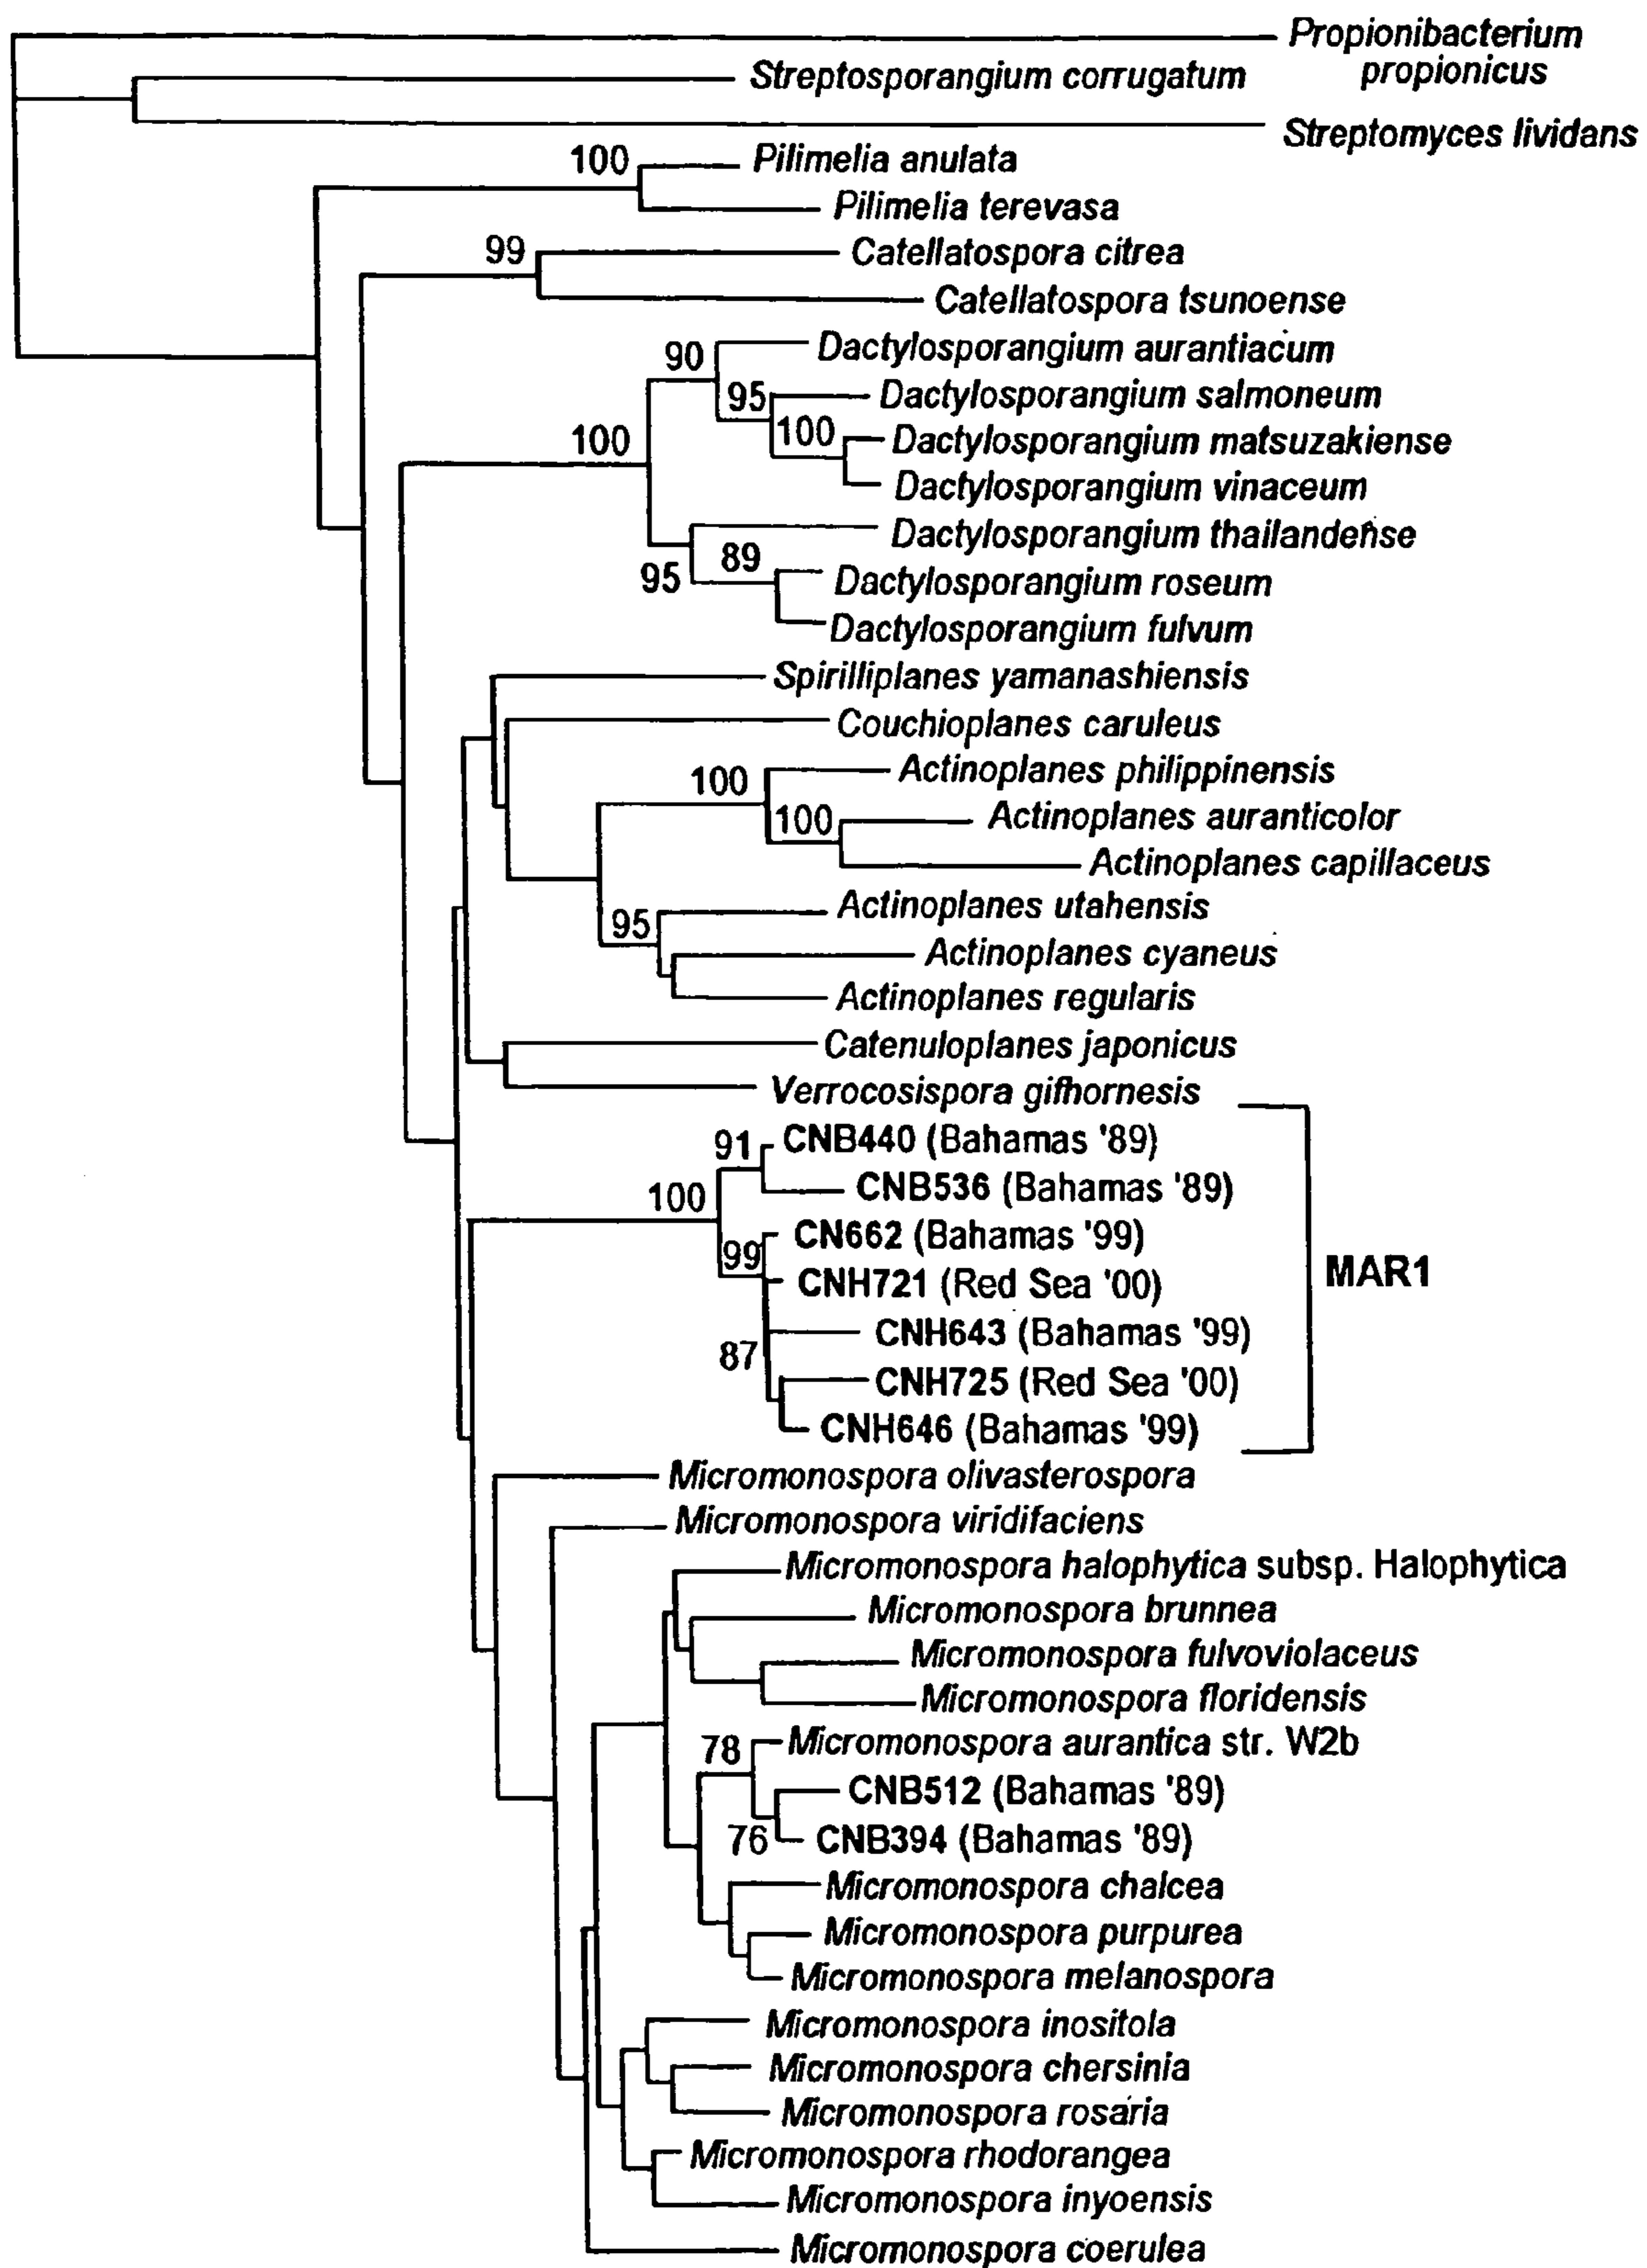 Propionibacterium
propionicus
Streptosporangium corrugatum
Streptomyces lividans
100
Pilimelia anulata
Pilimelia terevasa
99
Catellatospora citrea
Catellatospora tsunoense
Dactylosporangium aurantiacum
90
95
Dactylosporangium salmoneum
100
100
Dactylosporangium matsuzakiense
Dactylosporangium vinaceum
Dactylosporangium thailandense
89
95
Dactylosporangium roseum
Dactylosporangium fulvum
Spirilliplanes yamanashiensis
Couchioplanes caruleus
100
Actinoplanes philippinensis
100
Actinoplanes auranticolor
Actinoplanes capillaceus
Actinoplanes utahensis
95
Actinoplanes cyaneus
Actinoplanes regularis
Catenuloplanes japonicus
Verrocosispora gifhornesis
91
CNB440 (Bahamas '89)
100
CNB536 (Bahamas '89)
CN662 (Bahamas '99)
99
CNH721 (Red Sea '00)
MAR1
CNH643 (Bahamas '99)
87
CNH725 (Red Sea '00)
CNH646 (Bahamas '99)
Micromonospora olivasterospora
Micromonospora viridifaciens
Micromonospora halophytica subsp. Halophytica
Micromonospora brunnea
Micromonospora fulvoviolaceus
Micromonospora floridensis
78
Micromonospora aurantica str. W2b
CNB512 (Bahamas '89)
76
CNB394 (Bahamas '89)
Micromonospora chalcea
Micromonospora purpurea
Micromonospora melanospora
Micromonospora inositola
Micromonospora chersinia
Micromonospora rosaria
Micromonospora rhodorangea
Micromonospora inyoensis
Micromonospora coerulea